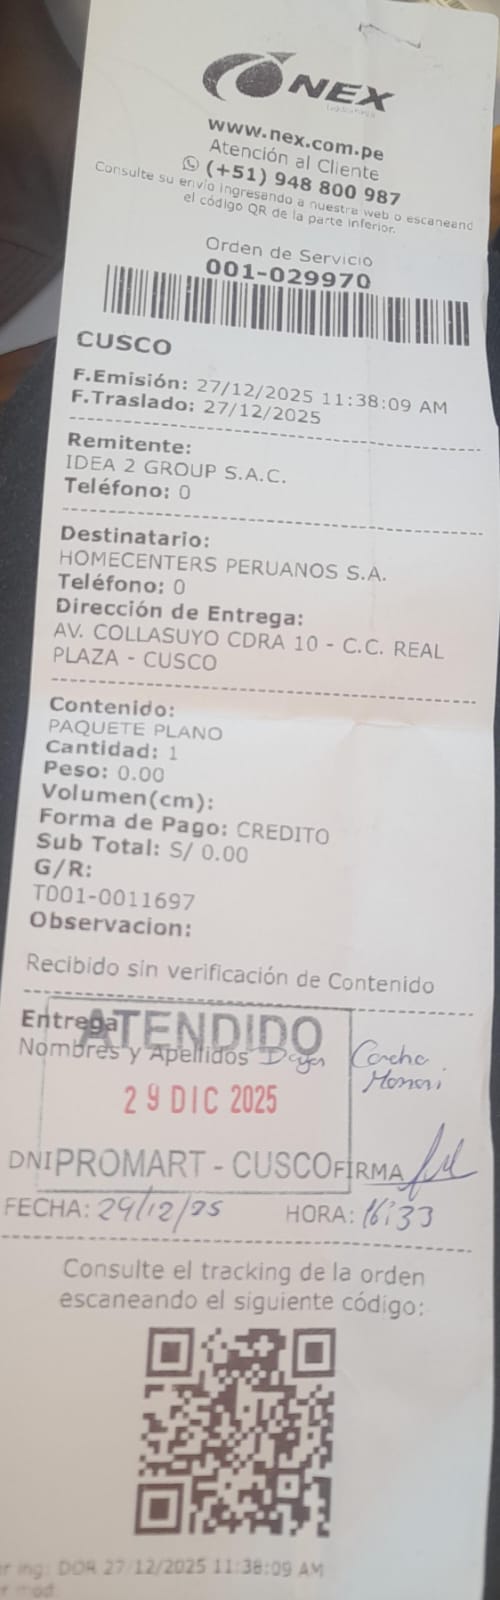 NEX
www.nex.com.pe
Atención al Cliente
(+51) 948 800 987
Consulte su envío ingresando a nuestra web o escaneand
el código QR de la parte inferior.
Orden de Servicio
001-029970
CUSCO
F.Emisión: 27/12/2025 11:38:09 AM
F.Traslado: 27/12/2025
Remitente:
IDEA 2 GROUP S.A.C.
Teléfono: 0
Destinatario:
HOMECENTERS PERUANOS S.A.
Teléfono: 0
Dirección de Entrega:
AV. COLLASUYO CDRA 10 - C.C. REAL
PLAZA - CUSCO
Contenido:
PAQUETE PLANO
Cantidad: 1
Peso: 0.00
Volumen(cm):
Forma de Pago: CREDITO
Sub Total: S/ 0.00
G/R:
T001-0011697
Observacion:
Recibido sin verificación de Contenido
Entrega
ATENDIDO
Nombres y Apellidos
29 DIC 2025
DNI
PROMART - CUSCO
FIRMA
FECHA: 29/12/25 HORA: 16:33
Consulte el tracking de la orden
escaneando el siguiente código:
ing: DOR 27/12/2025 11:38:09 AM
mod: